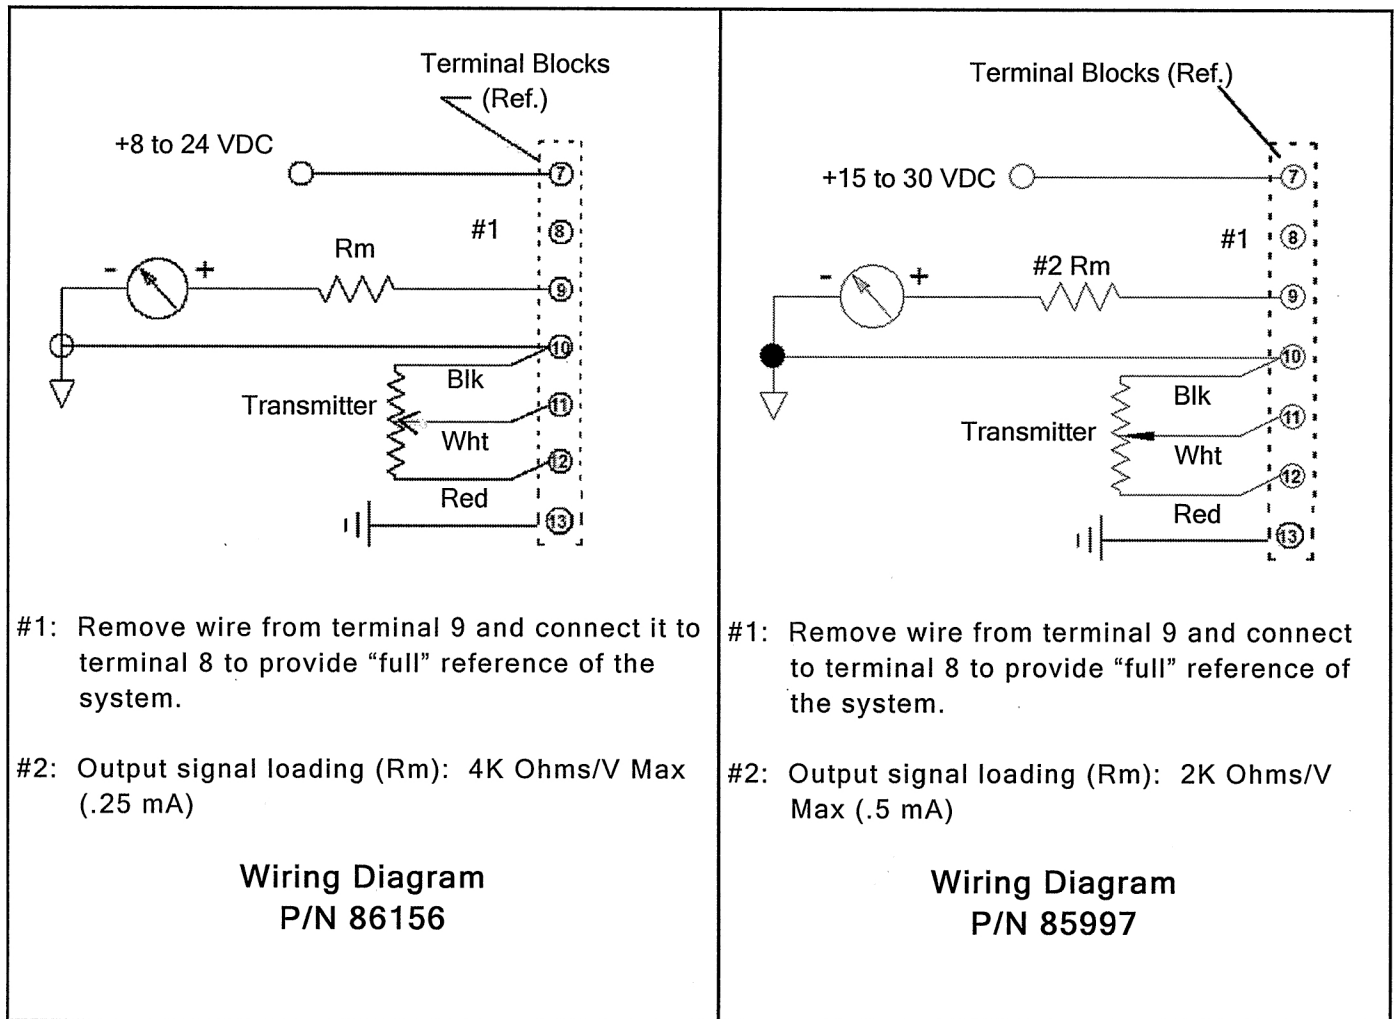 Terminal Blocks
(Ref.)
+8 to 24 VDC
7
#1
8
Rm
-
+
9
10
Blk
Transmitter
11
Wht
12
Red
13
#1: Remove wire from terminal 9 and connect it to
terminal 8 to provide “full” reference of the
system.
#2: Output signal loading (Rm): 4K Ohms/V Max
(.25 mA)
Wiring Diagram
P/N 86156
Terminal Blocks (Ref.)
+15 to 30 VDC
7
#1
8
#2 Rm
-
+
9
10
Blk
Transmitter
11
Wht
12
Red
13
#1: Remove wire from terminal 9 and connect
to terminal 8 to provide “full” reference of
the system.
#2: Output signal loading (Rm): 2K Ohms/V
Max (.5 mA)
Wiring Diagram
P/N 85997